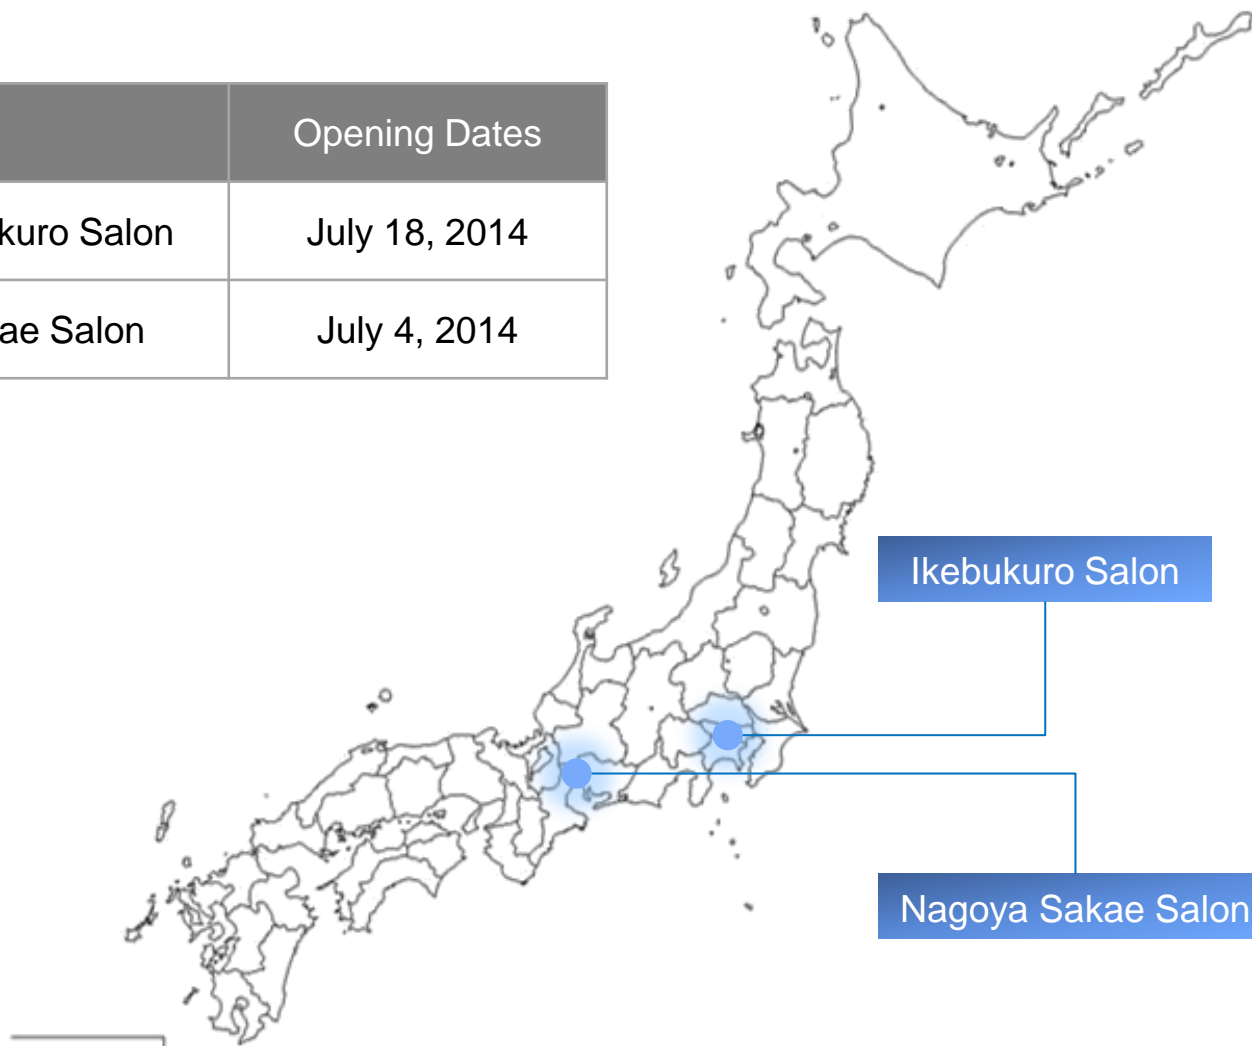 Opening Dates
kuro Salon July 18, 2014
ae Salon July 4, 2014
Ikebukuro Salon
Nagoya Sakae Salon